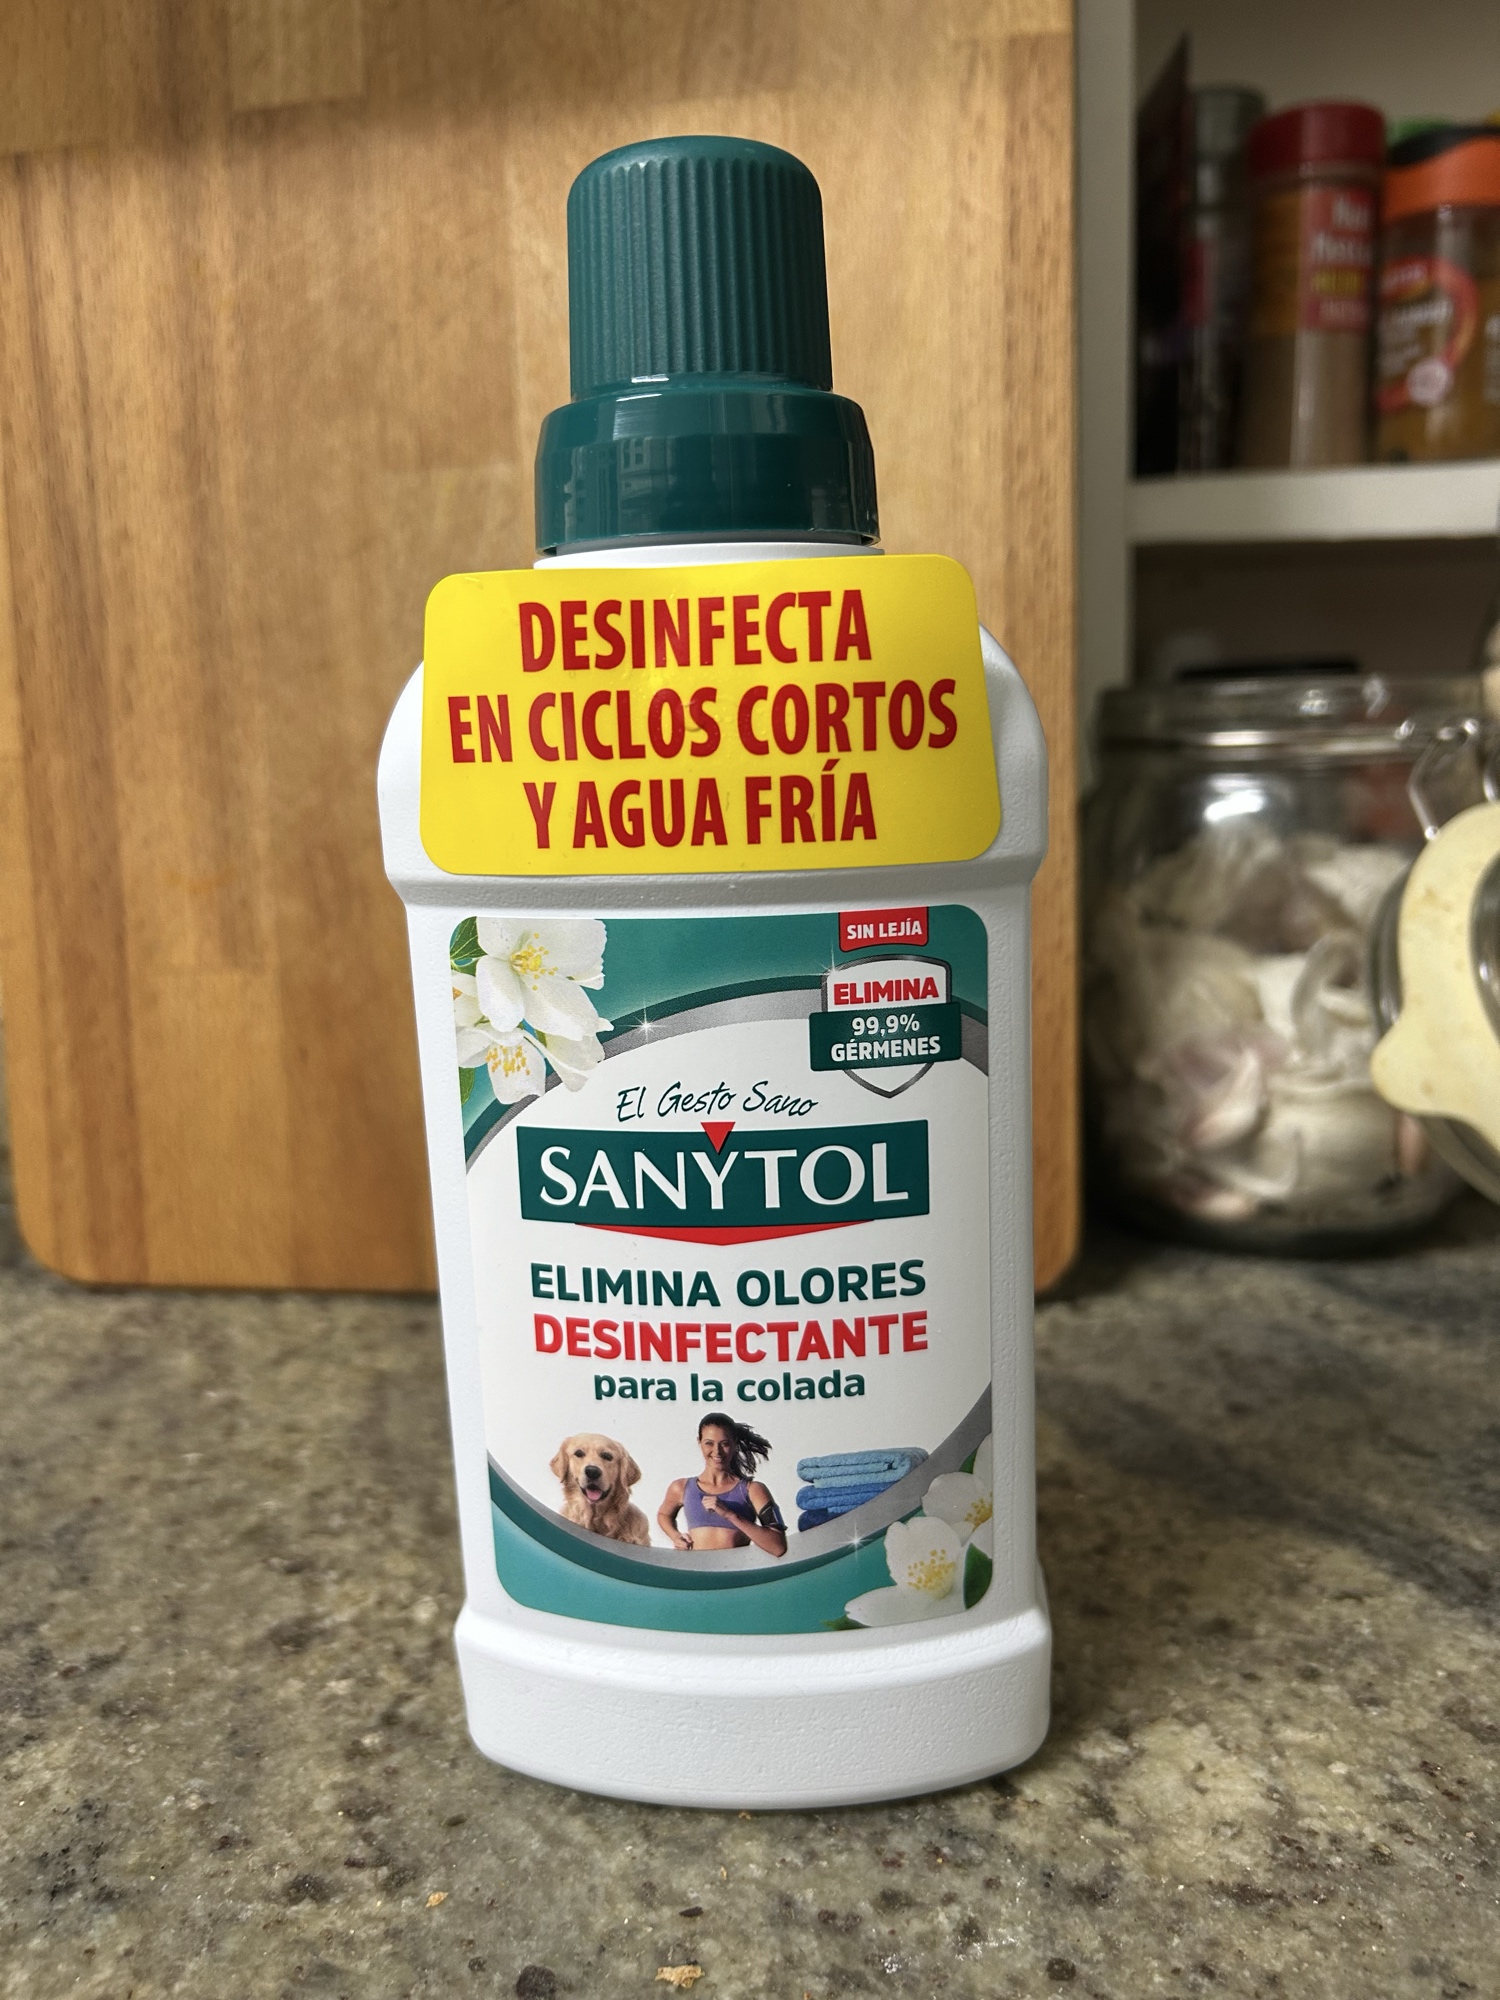 DESINFECTA
EN CICLOS CORTOS
Y AGUA FRÍA
SIN LEJÍA
ELIMINA
99,9%
GÉRMENES
El Gesto Sano
SANYTOL
ELIMINA OLORES
DESINFECTANTE
para la colada